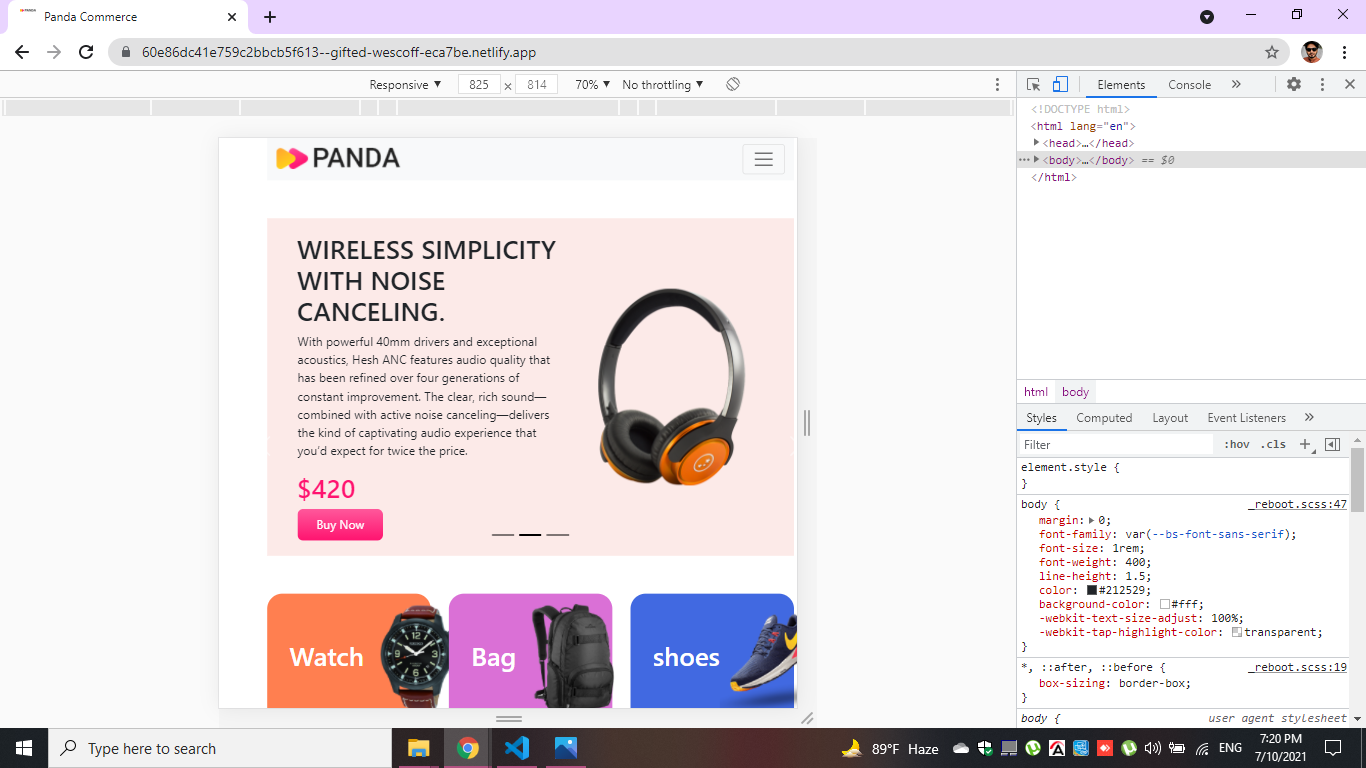 Panda Commerce
60e86dc41e759c2bbcb5f613--gifted-wescoff-eca7be.netlify.app
Responsive 825 × 814 70% No throttling
Elements Console
<!DOCTYPE html>
<html lang="en">
<head>…</head>
<body>…</body> == $0
</html>
PANDA
WIRELESS SIMPLICITY
WITH NOISE
CANCELING.
With powerful 40mm drivers and exceptional
acoustics, Hesh ANC features audio quality that
has been refined over four generations of
constant improvement. The clear, rich sound—
combined with active noise canceling—delivers
the kind of captivating audio experience that
you'd expect for twice the price.
$420
Buy Now
Watch
Bag
shoes
html body
Styles Computed Layout Event Listeners
Filter :hov .cls
element.style {
}
body { _reboot.scss:47
margin: 0;
font-family: var(--bs-font-sans-serif);
font-size: 1rem;
font-weight: 400;
line-height: 1.5;
color: #212529;
background-color: #fff;
-webkit-text-size-adjust: 100%;
-webkit-tap-highlight-color: transparent;
}
*, ::after, ::before { _reboot.scss:19
box-sizing: border-box;
}
body { user agent stylesheet
Type here to search
89°F Haze
ENG
7:20 PM
7/10/2021